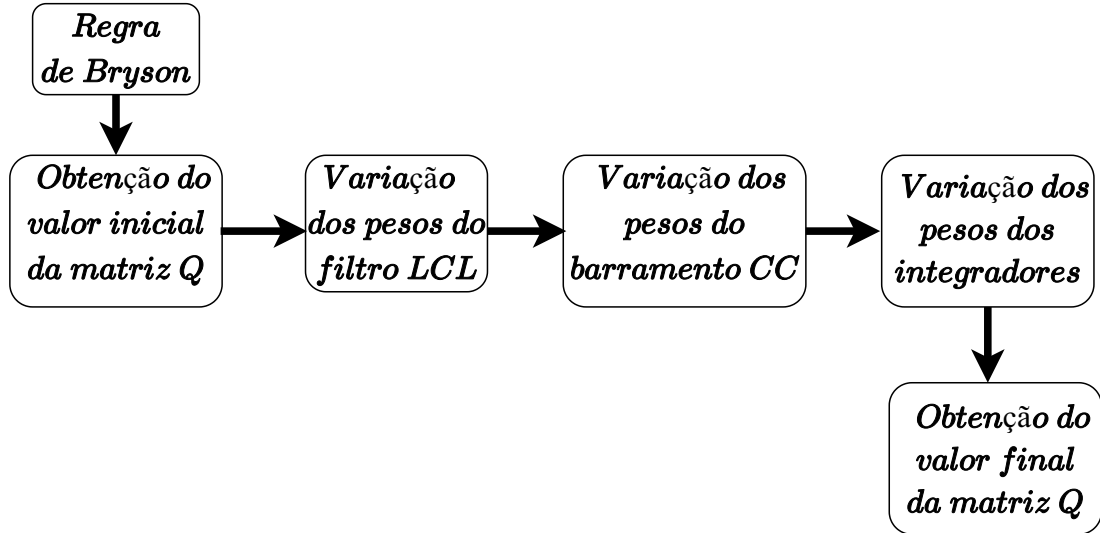 Regra
de Bryson
Obtenção do
valor inicial
da matriz Q
Variação
dos pesos do
filtro LCL
Variação dos
pesos do
barramento CC
Variação dos
pesos dos
integradores
Obtenção do
valor final
da matriz Q